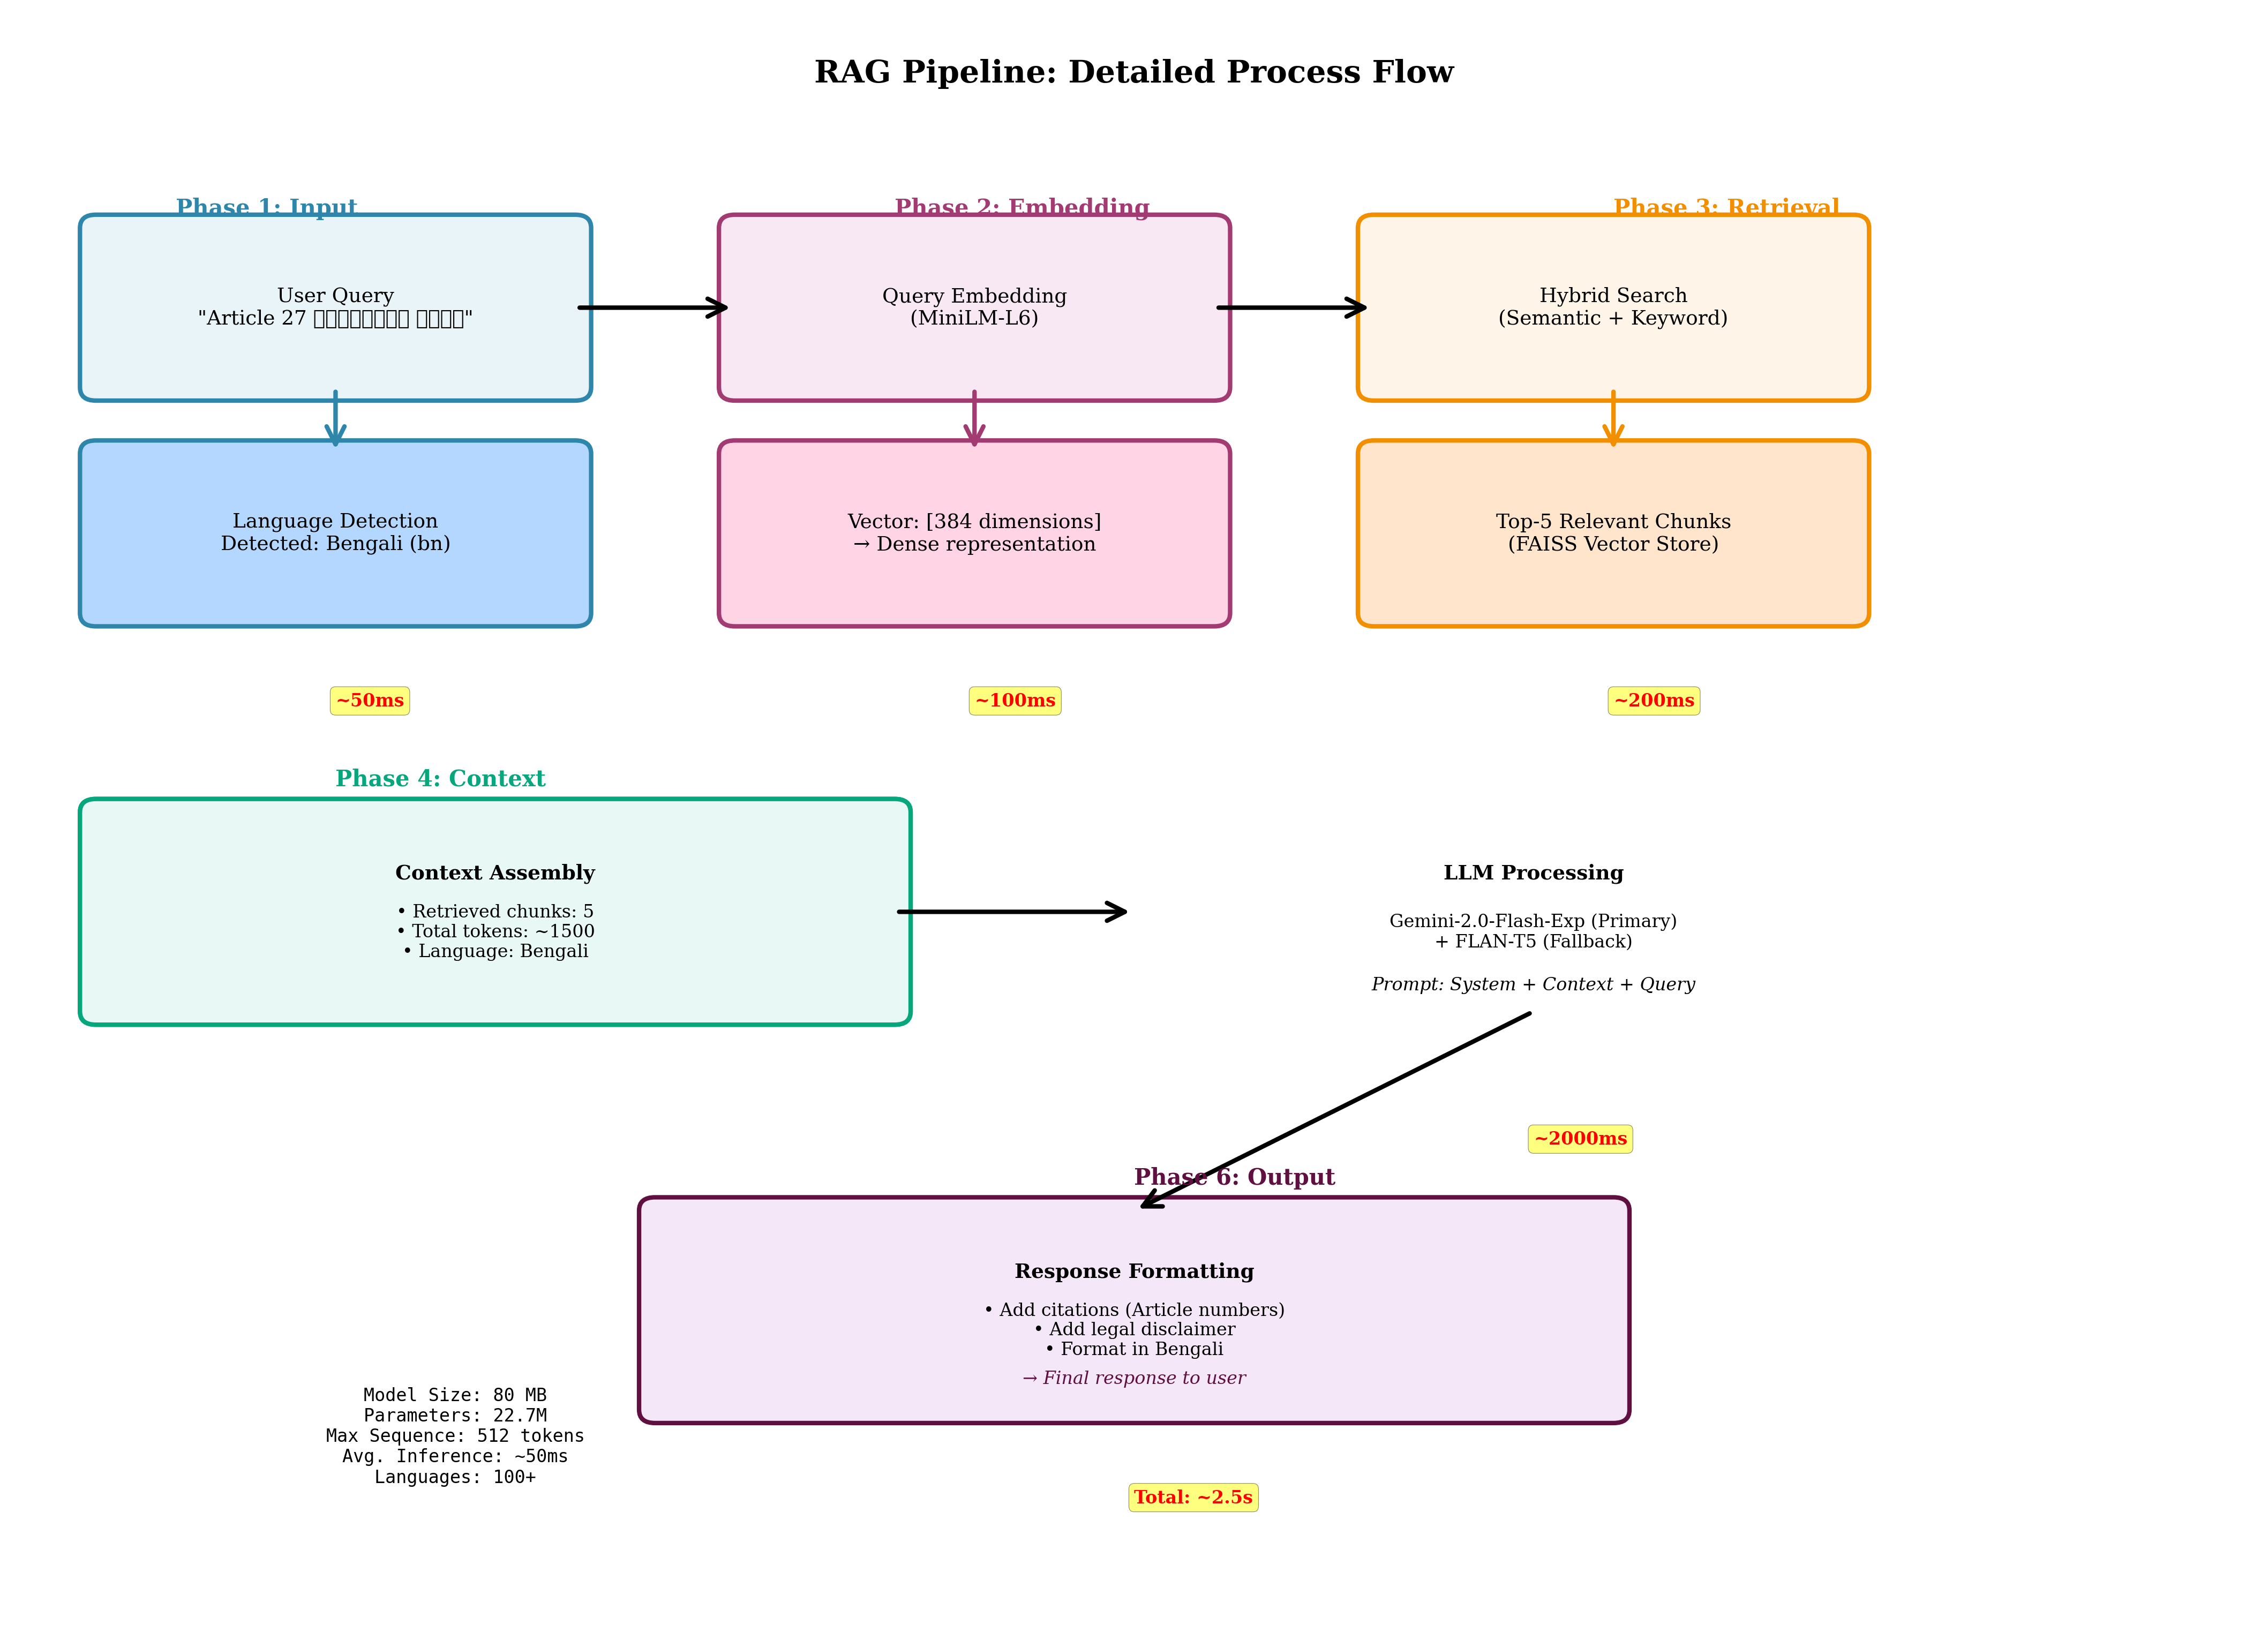 RAG Pipeline: Detailed Process Flow
Phase 1: Input
User Query
"Article 27
Language Detection
Detected: Bengali (bn)
~50ms
Phase 2: Embedding
Query Embedding
(MiniLM-L6)
Vector: [384 dimensions]
→ Dense representation
~100ms
Phase 3: Retrieval
Hybrid Search
(Semantic + Keyword)
Top-5 Relevant Chunks
(FAISS Vector Store)
~200ms
Phase 4: Context
Context Assembly
• Retrieved chunks: 5
• Total tokens: ~1500
• Language: Bengali
LLM Processing
Gemini-2.0-Flash-Exp (Primary)
+ FLAN-T5 (Fallback)
Prompt: System + Context + Query
~2000ms
Phase 6: Output
Response Formatting
• Add citations (Article numbers)
• Add legal disclaimer
• Format in Bengali
→ Final response to user
Model Size: 80 MB
Parameters: 22.7M
Max Sequence: 512 tokens
Avg. Inference: ~50ms
Languages: 100+
Total: ~2.5s